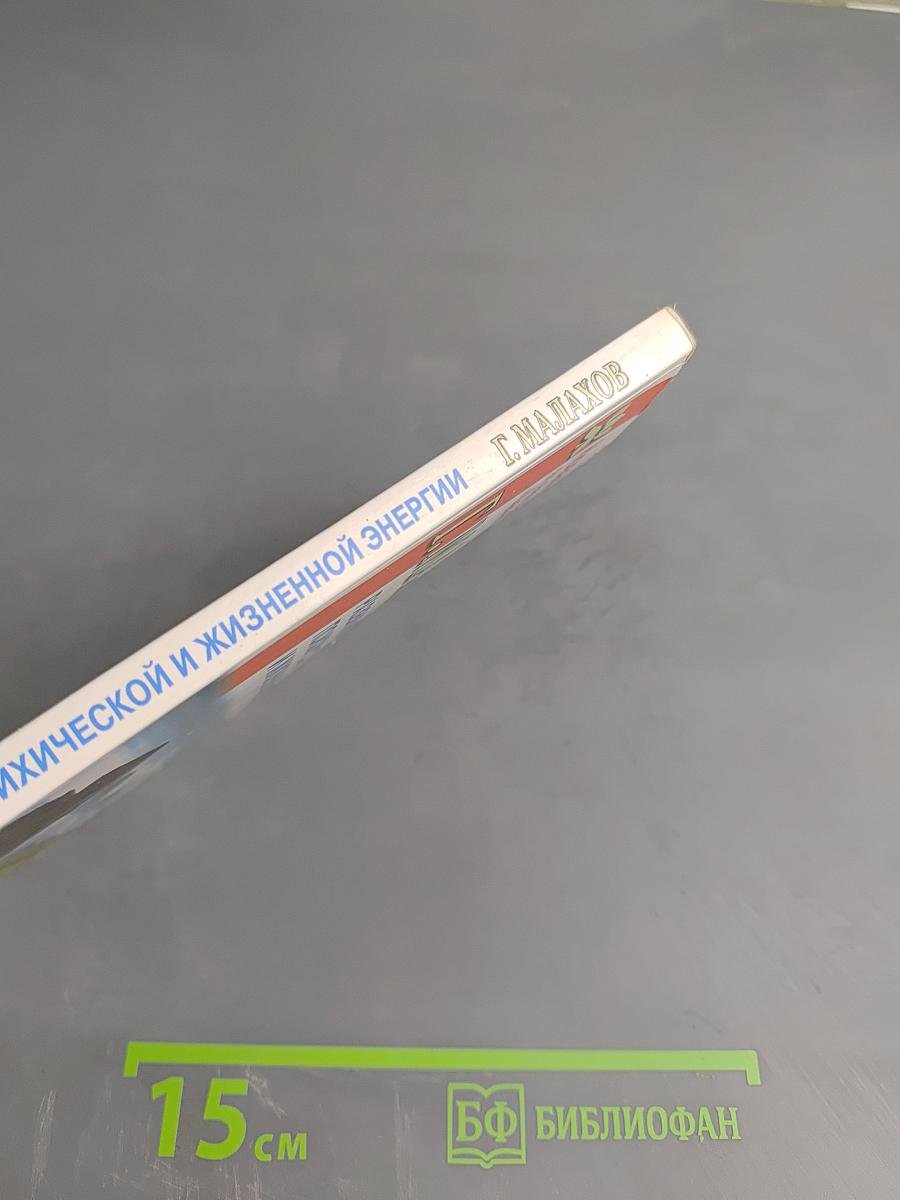 ИХИЧЕСКОЙ И ЖИЗНЕННОЙ ЭНЕРГИИ Г. МАЛАХОВ
15 см
БФ БИБЛИОФАН